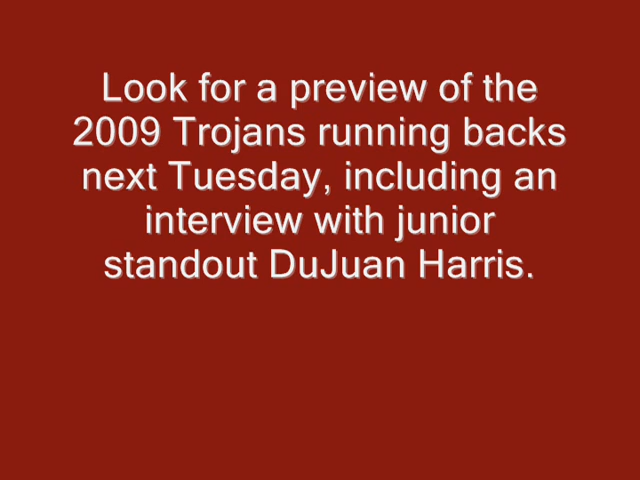 Look for a preview of the
2009 Trojans running backs
next Tuesday, including an
interview with junior
standout DuJuan Harris.